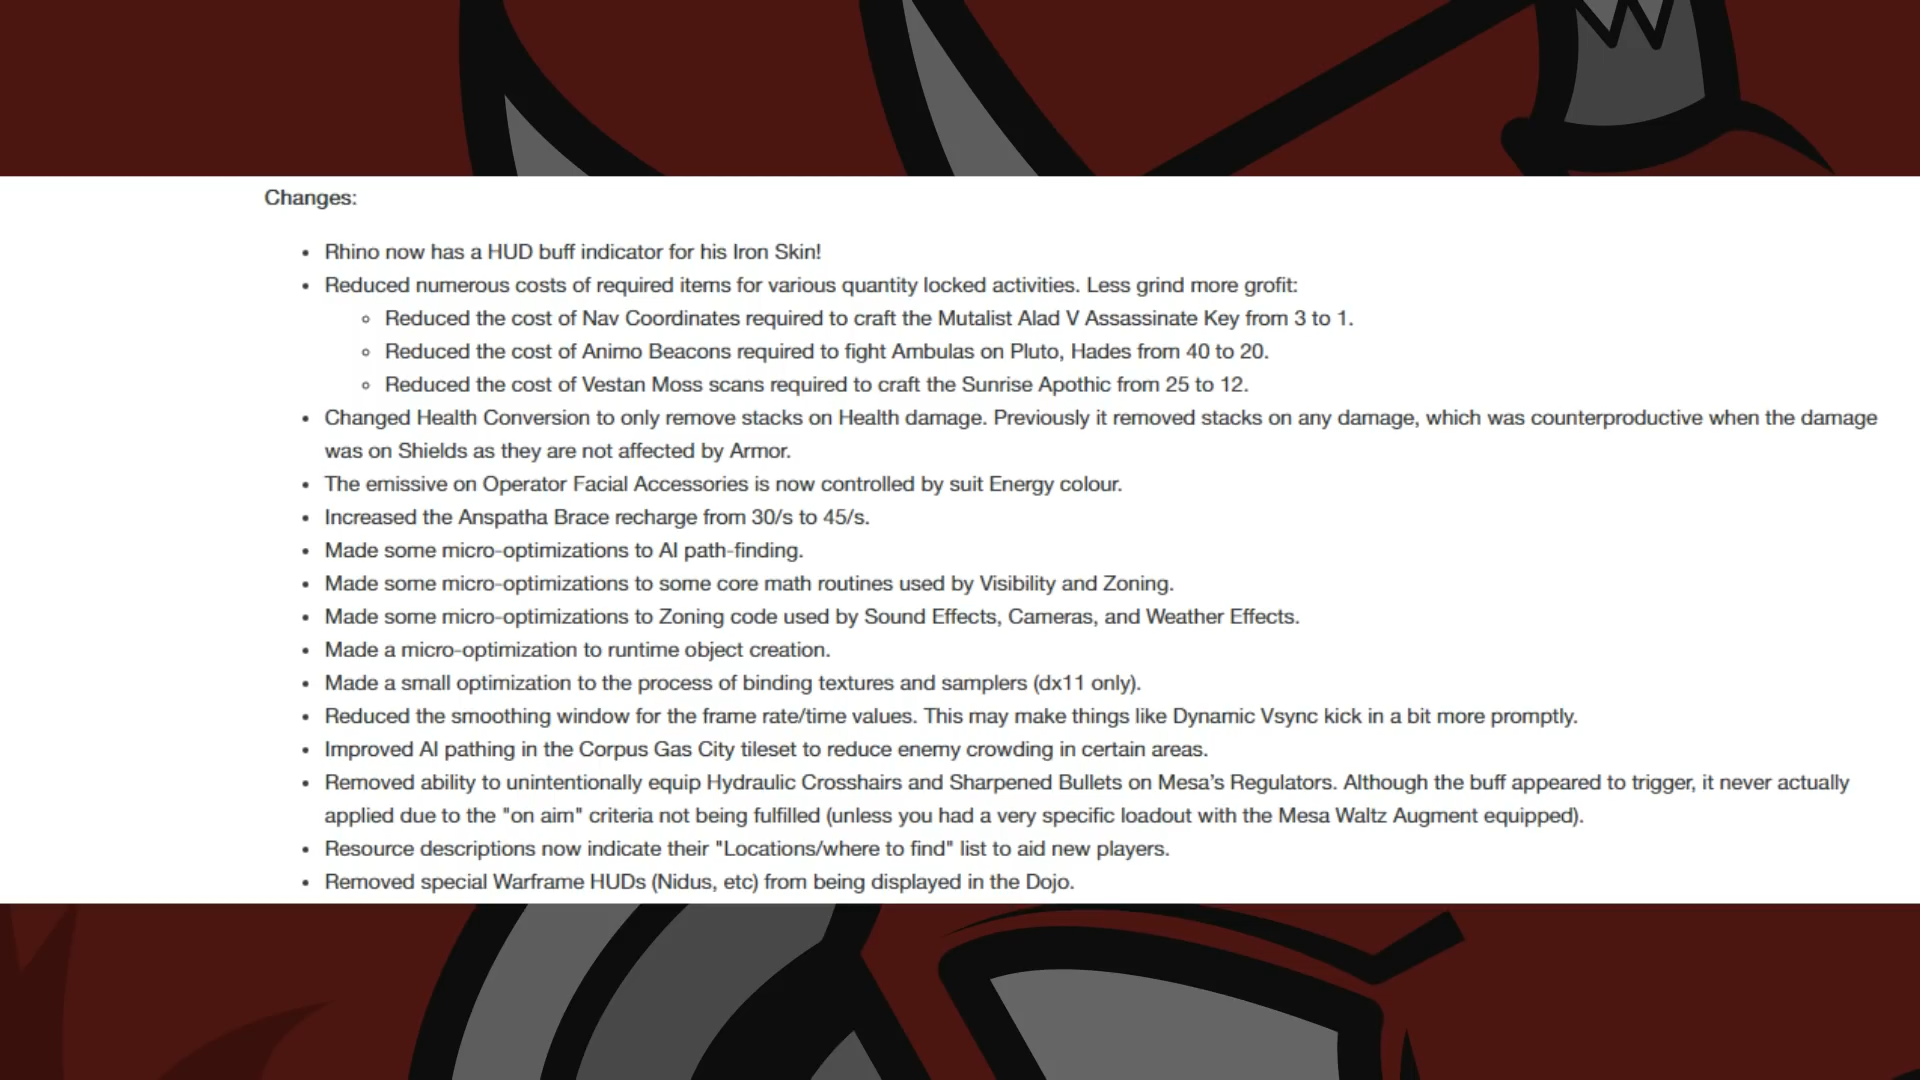 Changes:
• Rhino now has a HUD buff indicator for his Iron Skin!
• Reduced numerous costs of required items for various quantity locked activities. Less grind more grofit:
◦ Reduced the cost of Nav Coordinates required to craft the Mutalist Alad V Assassinate Key from 3 to 1.
◦ Reduced the cost of Animo Beacons required to fight Ambulas on Pluto, Hades from 40 to 20.
◦ Reduced the cost of Vestan Moss scans required to craft the Sunrise Apothic from 25 to 12.
• Changed Health Conversion to only remove stacks on Health damage. Previously it removed stacks on any damage, which was counterproductive when the damage
was on Shields as they are not affected by Armor.
• The emissive on Operator Facial Accessories is now controlled by suit Energy colour.
• Increased the Anspatha Brace recharge from 30/s to 45/s.
• Made some micro-optimizations to AI path-finding.
• Made some micro-optimizations to some core math routines used by Visibility and Zoning.
• Made some micro-optimizations to Zoning code used by Sound Effects, Cameras, and Weather Effects.
• Made a micro-optimization to runtime object creation.
• Made a small optimization to the process of binding textures and samplers (dx11 only).
• Reduced the smoothing window for the frame rate/time values. This may make things like Dynamic Vsync kick in a bit more promptly.
• Improved AI pathing in the Corpus Gas City tileset to reduce enemy crowding in certain areas.
• Removed ability to unintentionally equip Hydraulic Crosshairs and Sharpened Bullets on Mesa’s Regulators. Although the buff appeared to trigger, it never actually
applied due to the "on aim" criteria not being fulfilled (unless you had a very specific loadout with the Mesa Waltz Augment equipped).
• Resource descriptions now indicate their "Locations/where to find" list to aid new players.
• Removed special Warframe HUDs (Nidus, etc) from being displayed in the Dojo.